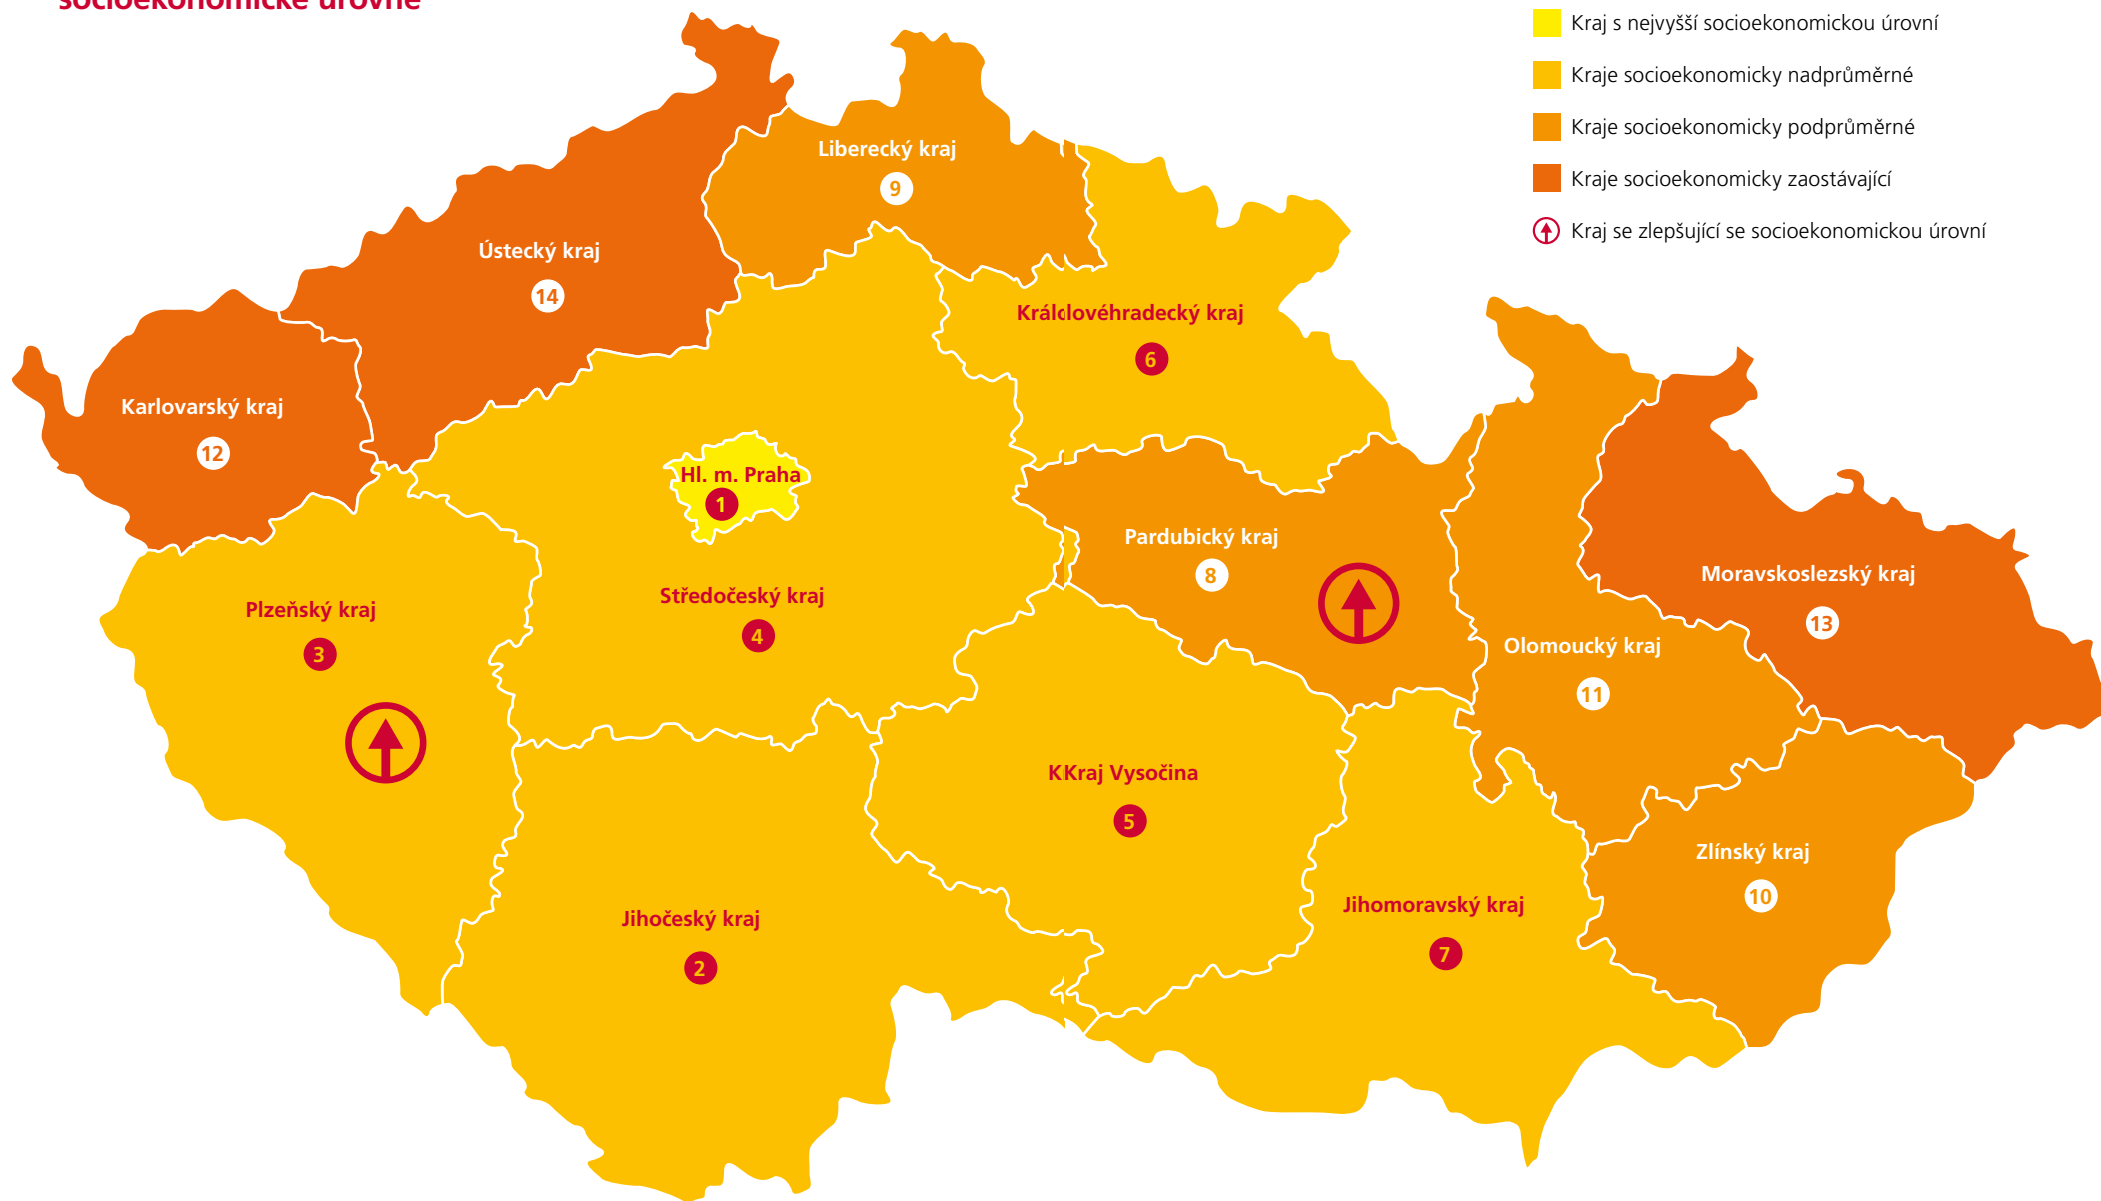 socioekonomické úrovně
Kraj s nejvyšší socioekonomickou úrovní
Kraje socioekonomicky nadprůměrné
Kraje socioekonomicky podprůměrné
Kraje socioekonomicky zaostávající
Kraj se zlepšující se socioekonomickou úrovní
Liberecký kraj
9
Ústecký kraj
14
Králdlovéhradecký kraj
6
Karlovarský kraj
12
Hl. m. Praha
1
Pardubický kraj
8
Moravskoslezský kraj
13
Středočeský kraj
4
Plzeňský kraj
3
Olomoucký kraj
11
KKraj Vysočina
5
Zlínský kraj
10
Jihomoravský kraj
7
Jihočeský kraj
2